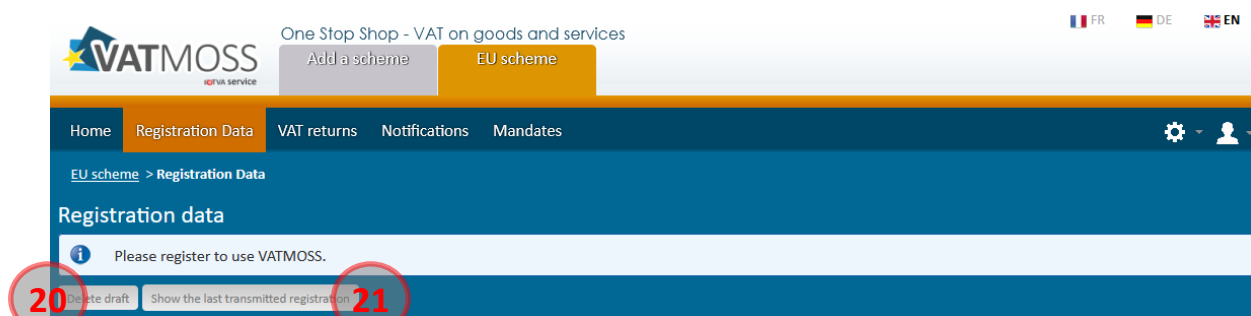 FR DE EN
One Stop Shop - VAT on goods and services
VATMOSS
Add a scheme EU scheme
Home Registration Data VAT returns Notifications Mandates
EU scheme > Registration Data
Registration data
Please register to use VATMOSS.
20 Delete draft Show the last transmitted registration 21